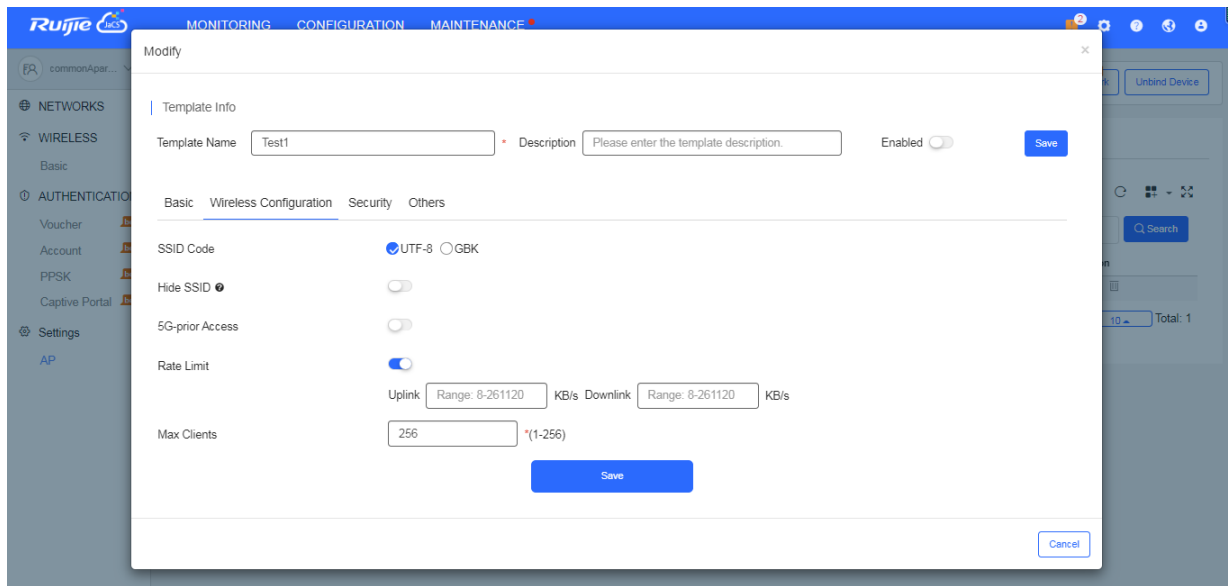 Ruijie JaCS MONITORING CONFIGURATION MAINTENANCE 2
commonApar...
Modify
Unbind Device
NETWORKS
Template Info
WIRELESS
Template Name Test1 * Description Please enter the template description. Enabled Save
Basic
AUTHENTICATIO
Basic Wireless Configuration Security Others
Voucher
Search
SSID Code UTF-8 GBK
Account
PPSK
Hide SSID
Captive Portal
5G-prior Access
10 Total: 1
Settings
AP
Rate Limit
Uplink Range: 8-261120 KB/s Downlink Range: 8-261120 KB/s
Max Clients 256 *(1-256)
Save
Cancel